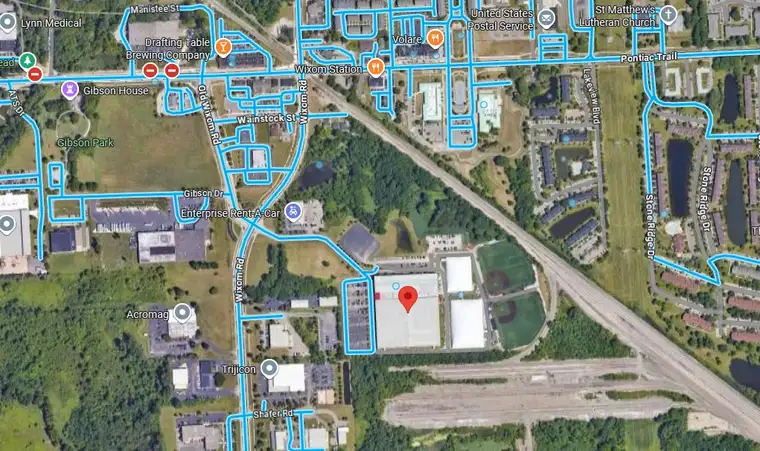 Manistee St
Lynn Medical
United States
Postal Service
St Matthew's
Lutheran Church
Volare
Drafting Table
Brewing Company
Wixom Station
Pontiac Trail
ead
Gibson House
Wixom Rd
Old Wixom Rd
Lakeview Blvd
Wainstock St
Gibson Park
Gibson Dr
Enterprise Rent-A-Car
Stone Ridge Dr
Stone Ridge Dr
Wixom Rd
Acromag
Trijicon
Shafer Rd